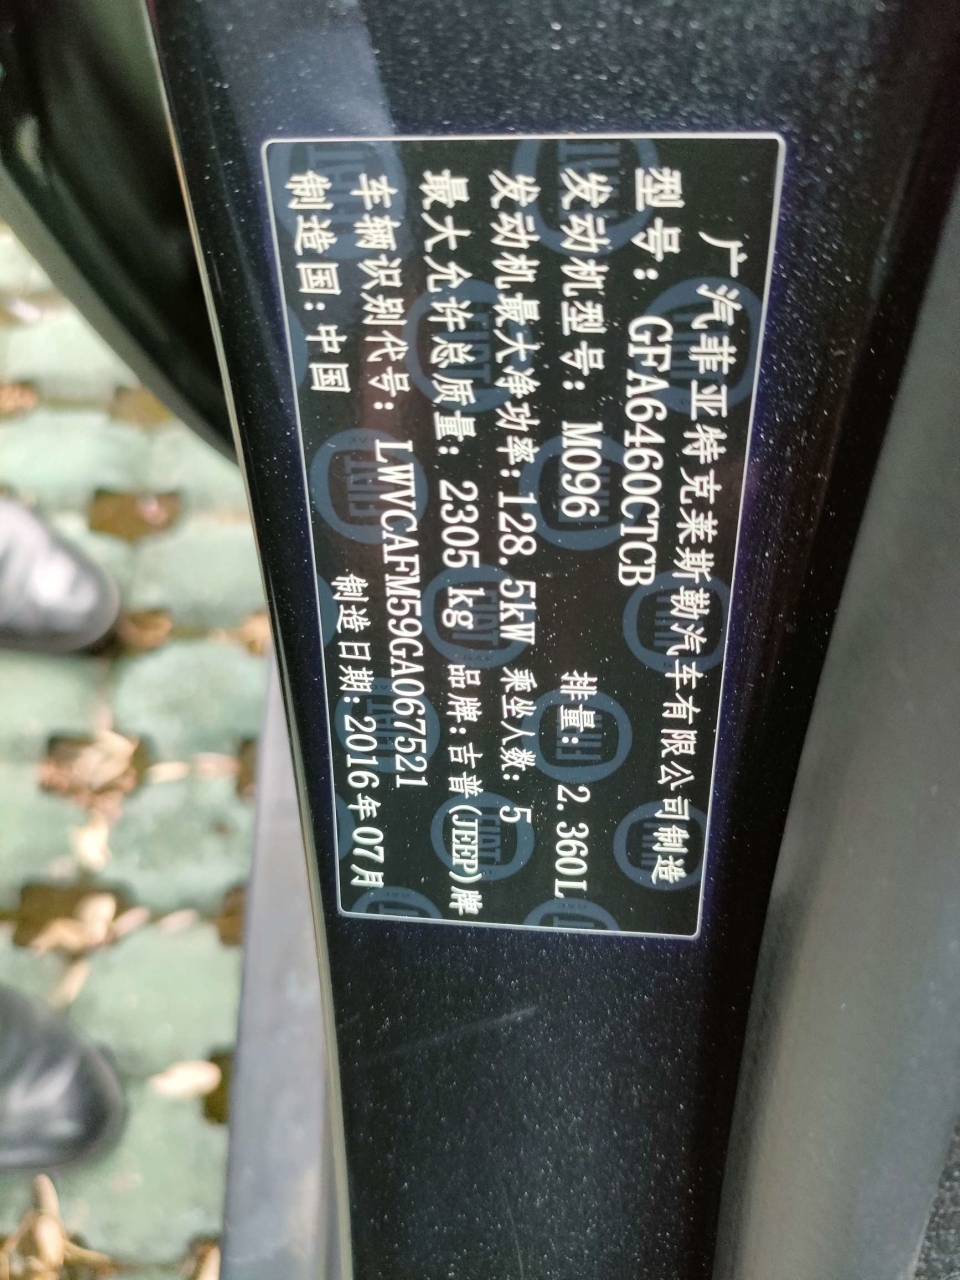 广汽菲亚特克莱斯勒汽车有限公司制造
型号: GFA6460CTCB
发动机型号: M096 排量: 2.360L
发动机最大净功率: 128.5kW 乘坐人数: 5
最大允许总质量: 2305 kg 品牌: 吉普(JEEP)牌
车辆识别代号: LWVCAFM59GA067521
制造国: 中国 制造日期: 2016年07月